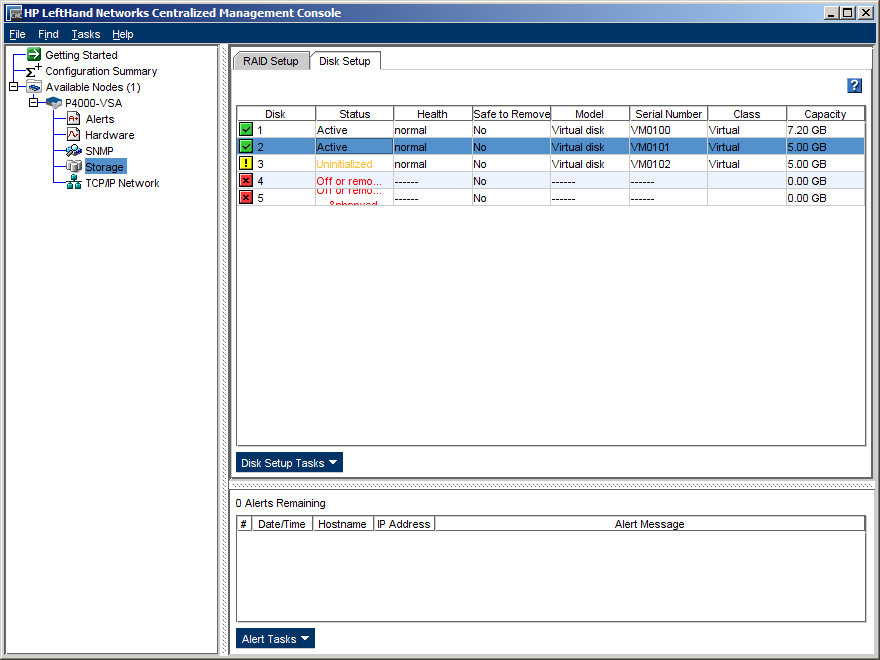 HP LeftHand Networks Centralized Management Console
File Find Tasks Help
Getting Started
Configuration Summary
Available Nodes (1)
P4000-VSA
Alerts
Hardware
SNMP
Storage
TCP/IP Network
RAID Setup Disk Setup
?
Disk Status Health Safe to Remove Model Serial Number Class Capacity
1 Active normal No Virtual disk VM0100 Virtual 7.20 GB
2 Active normal No Virtual disk VM0101 Virtual 5.00 GB
! 3 Uninitialized normal No Virtual disk VM0102 Virtual 5.00 GB
4 Off or remo... ------ No ------ ------ 0.00 GB
5 Off or remo... ------ No ------ ------ 0.00 GB
Disk Setup Tasks
0 Alerts Remaining
# Date/Time Hostname IP Address Alert Message
Alert Tasks